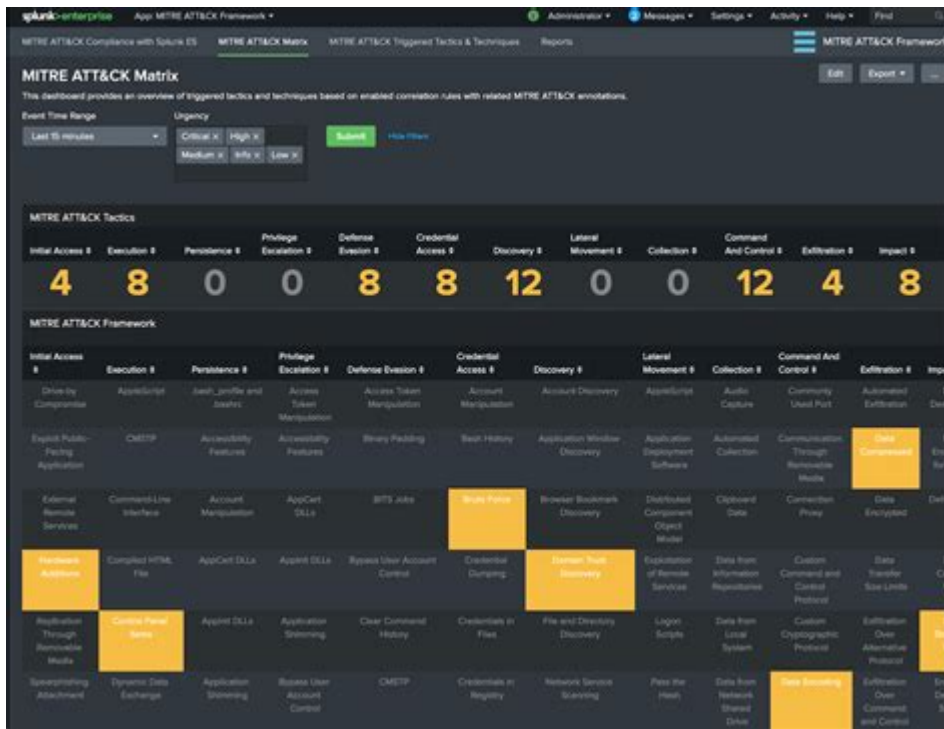 splunk>enterprise App: MITRE ATT&CK Framework Administrator Messages Settings Activity Help Find
MITRE ATT&CK Compliance with Splunk ES MITRE ATT&CK Matrix MITRE ATT&CK Triggered Tactics & Techniques Reports MITRE ATT&CK Framework
MITRE ATT&CK Matrix Edit Export ...
This dashboard provides an overview of triggered tactics and techniques based on enabled correlation rules with related MITRE ATT&CK annotations.
Event Time Range Urgency
Last 15 minutes Critical x High x Submit Hide Filters
Medium x Info x Low x
MITRE ATT&CK Tactics
Privilege Defense Credential Lateral Command
Initial Access Execution Persistence Escalation Evasion Access Discovery Movement Collection And Control Exfiltration Impact
4 8 0 0 8 8 12 0 0 12 4 8
MITRE ATT&CK Framework
Initial Access Privilege Credential Lateral Command And
Execution Persistence Escalation Defense Evasion Access Discovery Movement Collection Control Exfiltration
Drive-by AppleScript .bash_profile and Access Access Token Account Account Discovery AppleScript Audio Commonly Automated
Compromise .bashrc Token Manipulation Manipulation Capture Used Port Exfiltration
Manipulation
Exploit Public- CMSTP Accessibility Accessibility Binary Padding Bash History Application Window Application Automated Communication Data
Facing Features Features Discovery Deployment Collection Through Compressed
Application Software Removable
Media
External Command-Line Account AppCert BITS Jobs Brute Force Browser Bookmark Distributed Clipboard Connection Data
Remote Interface Manipulation DLLs Discovery Component Data Proxy Encrypted
Services Object
Model
Hardware Compiled HTML AppCert DLLs AppInit DLLs Bypass User Account Credential Domain Trust Exploitation Data from Custom Data
Additions File Control Dumping Discovery of Remote Information Command and Transfer
Services Repositories Control Size Limits
Protocol
Replication Control Panel AppInit DLLs Application Clear Command Credentials in File and Directory Logon Data from Custom Exfiltration
Through Items Shimming History Files Discovery Scripts Local Cryptographic Over
Removable System Protocol Alternative
Media Protocol
Spearphishing Dynamic Data Application Bypass User CMSTP Credentials in Network Service Pass the Data from Data Encoding Exfiltration
Attachment Exchange Shimming Account Registry Scanning Hash Network Over
Control Shared Command
Drive and Control